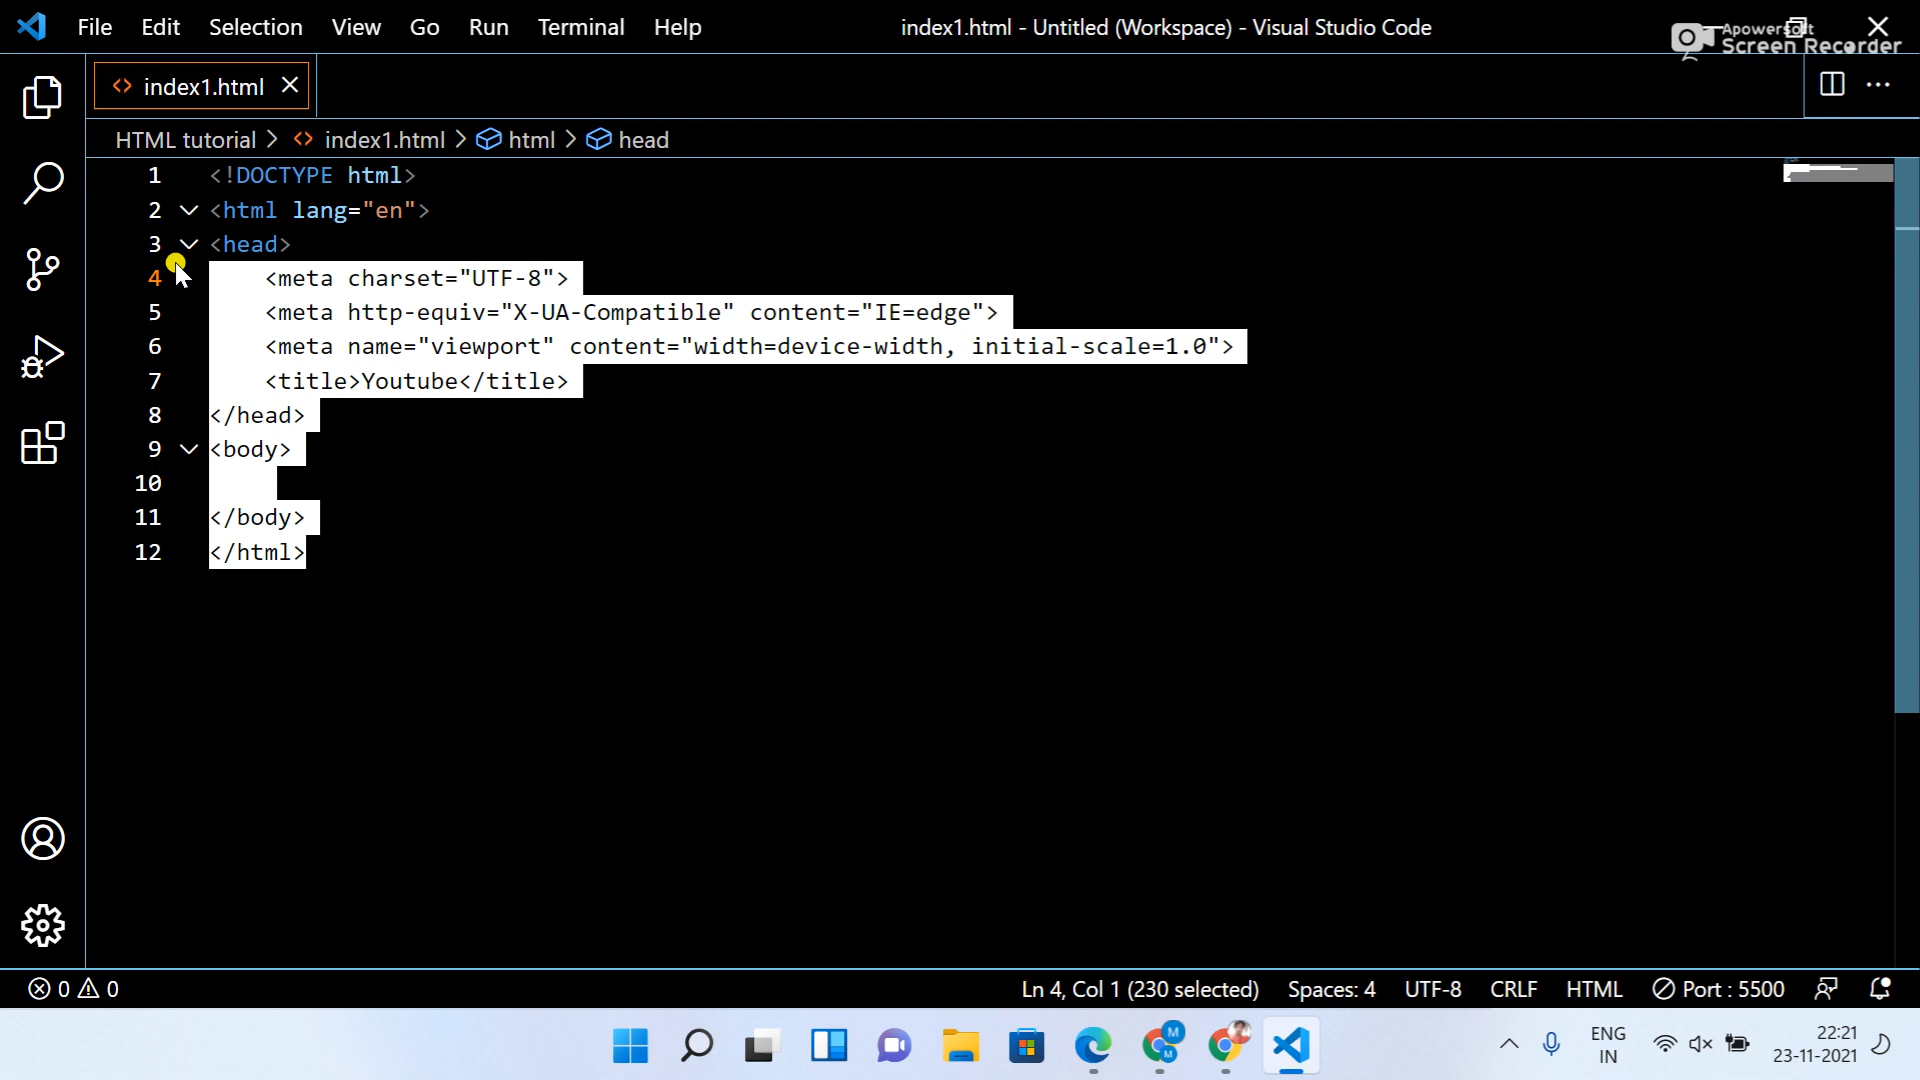 File Edit Selection View Go Run Terminal Help index1.html - Untitled (Workspace) - Visual Studio Code
Apowersoft
Screen Recorder
index1.html
HTML tutorial > index1.html > html > head
1 <!DOCTYPE html>
2 <html lang="en">
3 <head>
4 <meta charset="UTF-8">
5 <meta http-equiv="X-UA-Compatible" content="IE=edge">
6 <meta name="viewport" content="width=device-width, initial-scale=1.0">
7 <title>Youtube</title>
8 </head>
9 <body>
10
11 </body>
12 </html>
0 0 Ln 4, Col 1 (230 selected) Spaces: 4 UTF-8 CRLF HTML Port : 5500
M
M
ENG
IN
22:21
23-11-2021